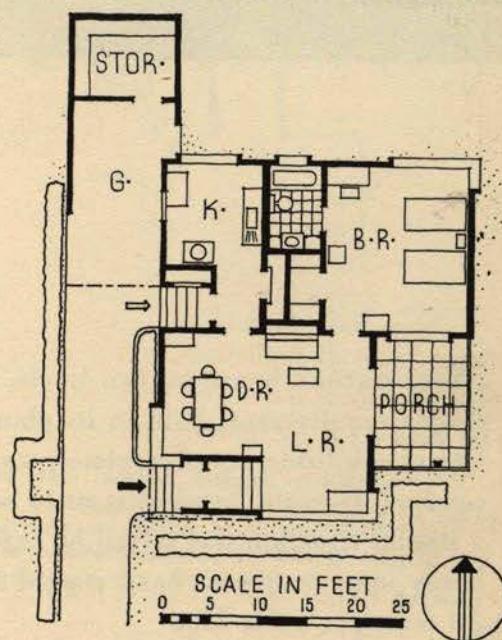 STOR.
G.
K.
B.R.
D.R.
PORCH
L.R.
SCALE IN FEET
0 5 10 15 20 25